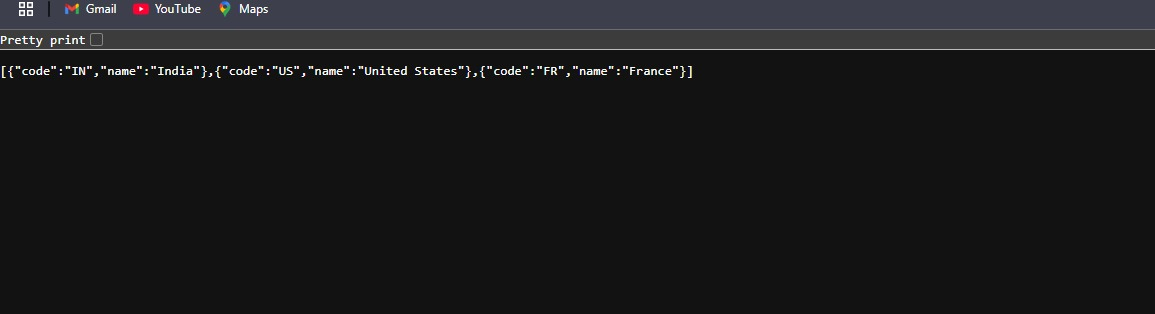 Gmail YouTube Maps
Pretty print
[{"code":"IN","name":"India"},{"code":"US","name":"United States"},{"code":"FR","name":"France"}]